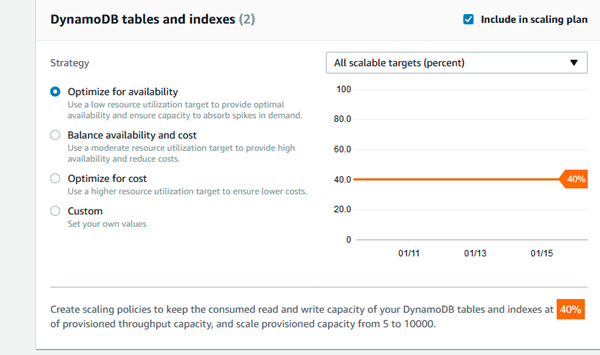 DynamoDB tables and indexes (2)
Include in scaling plan
Strategy
All scalable targets (percent)
Optimize for availability
Use a low resource utilization target to provide optimal
availability and ensure capacity to absorb spikes in demand.
Balance availability and cost
Use a moderate resource utilization target to provide high
availability and reduce costs.
Optimize for cost
Use a higher resource utilization target to ensure lower costs.
Custom
Set your own values
100
80.0
60.0
40.0
40%
20.0
0
01/11 01/13 01/15
Create scaling policies to keep the consumed read and write capacity of your DynamoDB tables and indexes at 40%
of provisioned throughput capacity, and scale provisioned capacity from 5 to 10000.